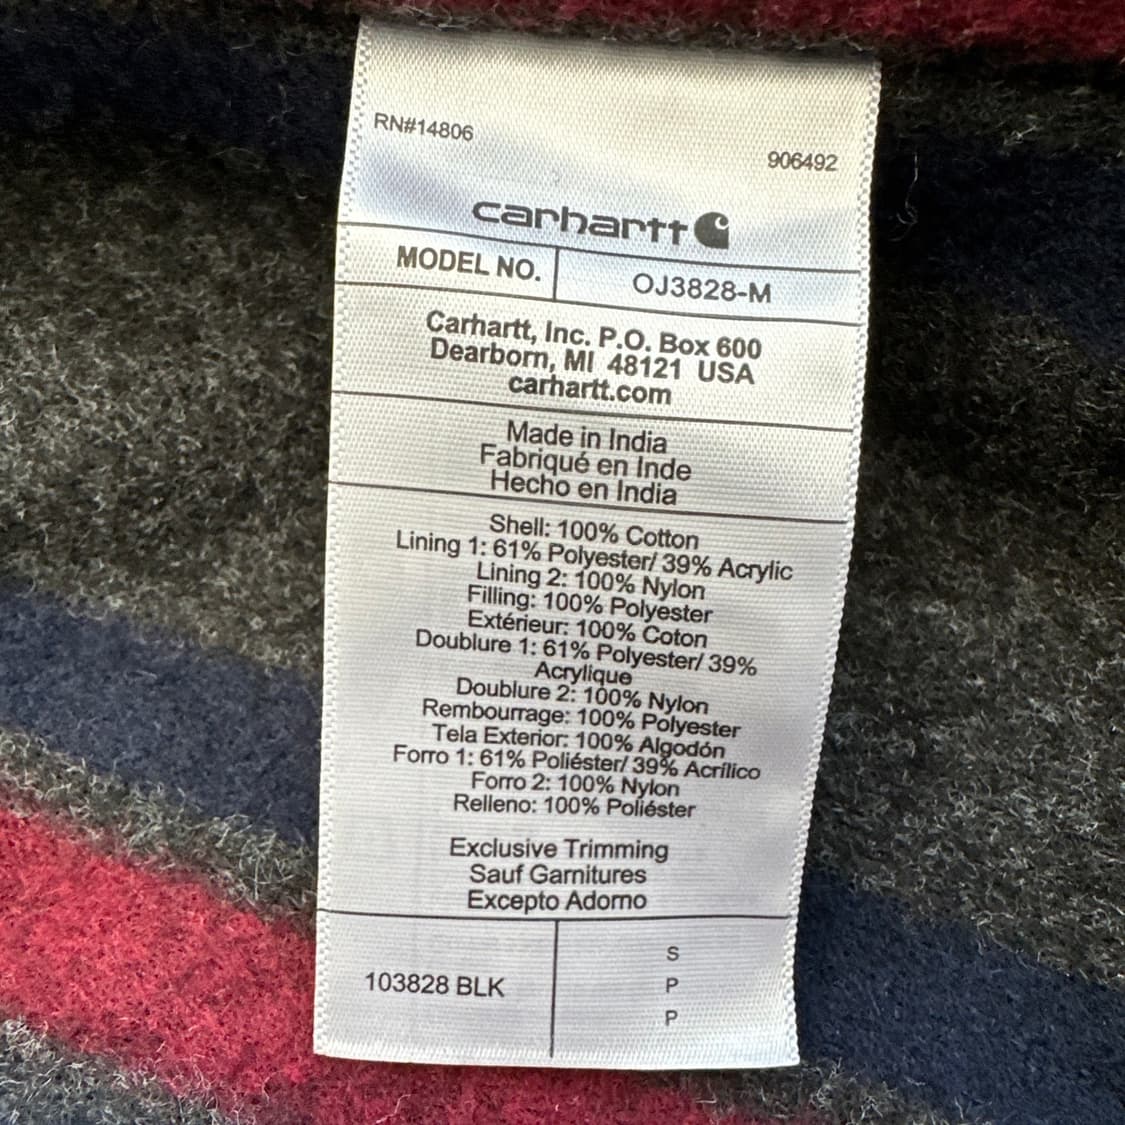 RN#14806
906492
carhartt
MODEL NO.
OJ3828-M
Carhartt, Inc. P.O. Box 600
Dearborn, MI 48121 USA
carhartt.com
Made in India
Fabriqué en Inde
Hecho en India
Shell: 100% Cotton
Lining 1: 61% Polyester/ 39% Acrylic
Lining 2: 100% Nylon
Filling: 100% Polyester
Extérieur: 100% Coton
Doublure 1: 61% Polyester/ 39%
Acrylique
Doublure 2: 100% Nylon
Rembourrage: 100% Polyester
Tela Exterior: 100% Algodón
Forro 1: 61% Poliéster/ 39% Acrílico
Forro 2: 100% Nylon
Relleno: 100% Poliéster
Exclusive Trimming
Sauf Garnitures
Excepto Adorno
103828 BLK
S
P
P